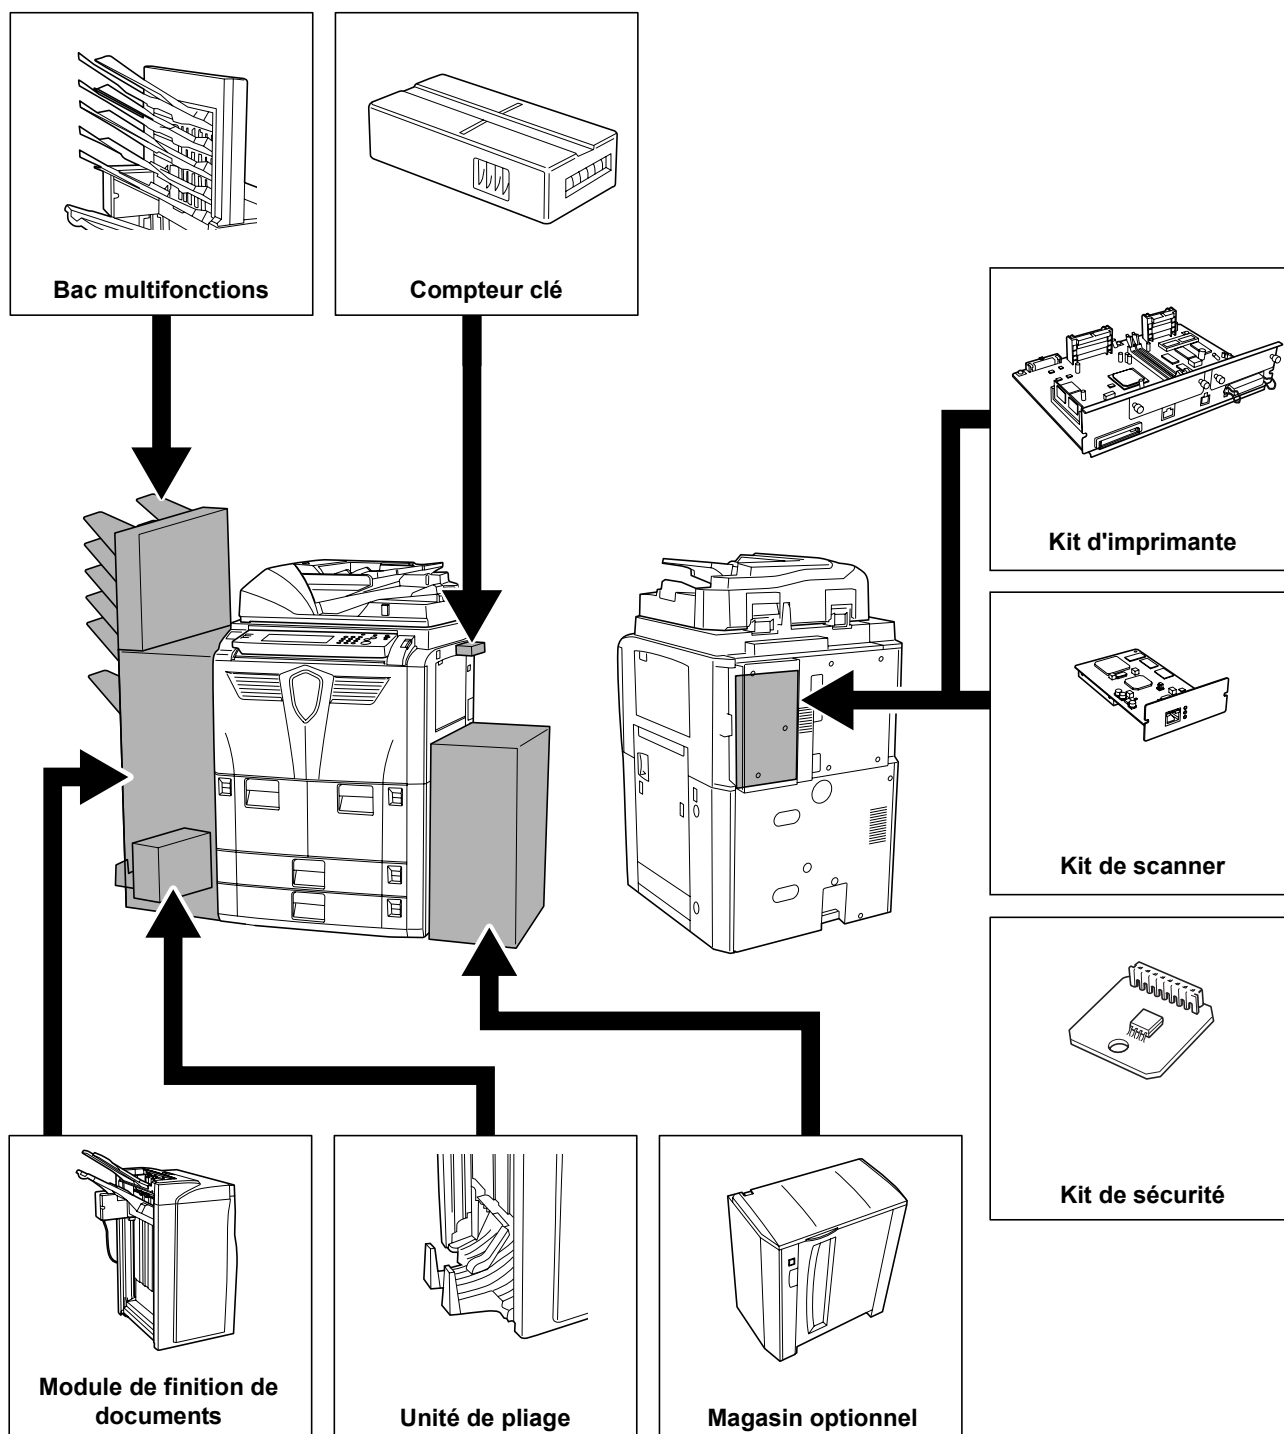 Bac multifonctions
Compteur clé
Kit d'imprimante
Kit de scanner
Kit de sécurité
Module de finition de
documents
Unité de pliage
Magasin optionnel